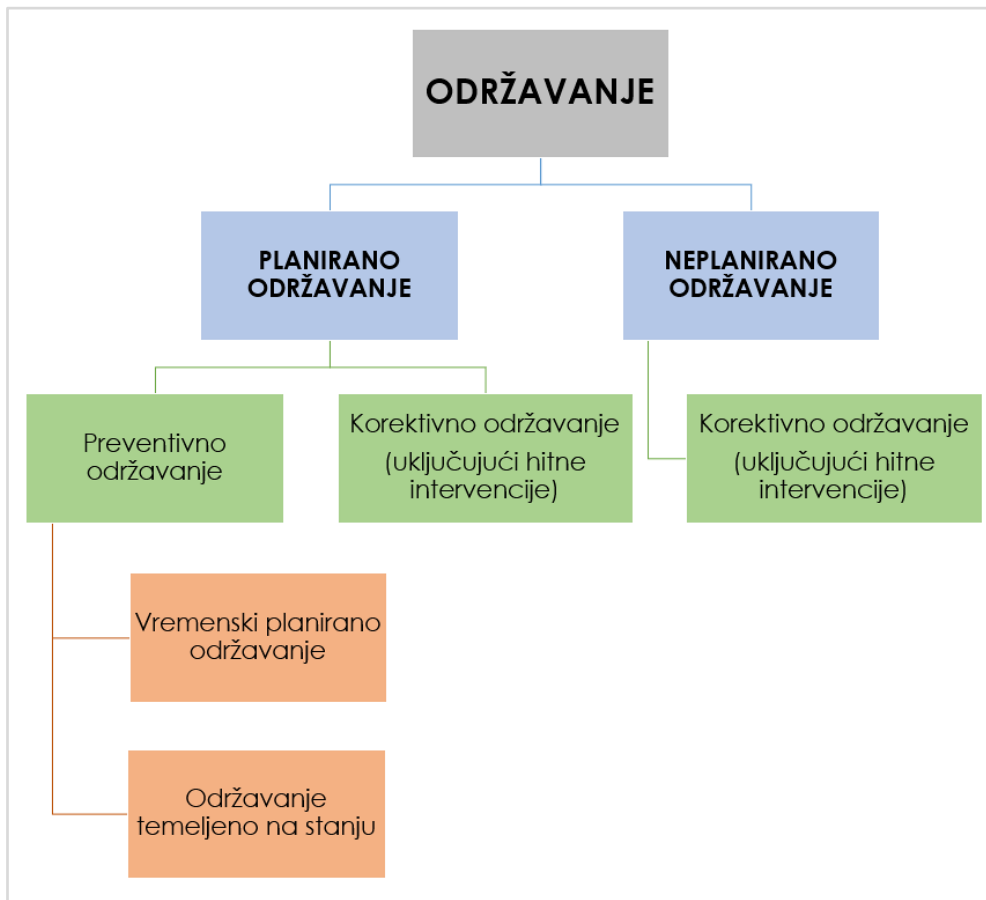 ODRŽAVANJE
PLANIRANO
ODRŽAVANJE
NEPLANIRANO
ODRŽAVANJE
Preventivno
održavanje
Korektivno održavanje
(uključujući hitne
intervencije)
Korektivno održavanje
(uključujući hitne
intervencije)
Vremenski planirano
održavanje
Održavanje
temeljeno na stanju